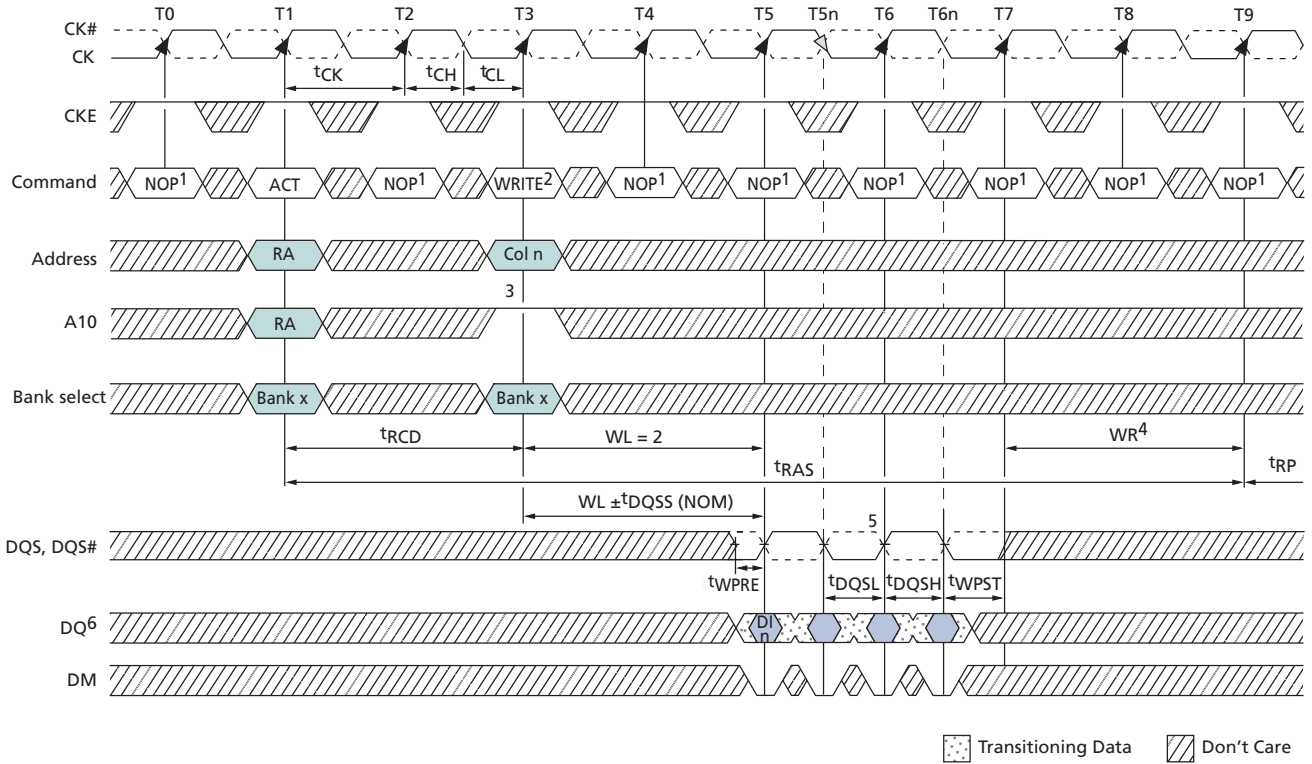 T0 T1 T2 T3 T4 T5 T5n T6 T6n T7 T8 T9
CK#
CK
tCK tCH tCL
CKE
Command NOP1 ACT NOP1 WRITE2 NOP1 NOP1 NOP1 NOP1 NOP1 NOP1
Address RA Col n
3
A10 RA
Bank select Bank x Bank x
tRCD WL = 2 WR4
tRAS tRP
WL ±tDQSS (NOM)
5
DQS, DQS#
tWPRE tDQSL tDQSH tWPST
DQ6 DI
n
DM
Transitioning Data Don't Care